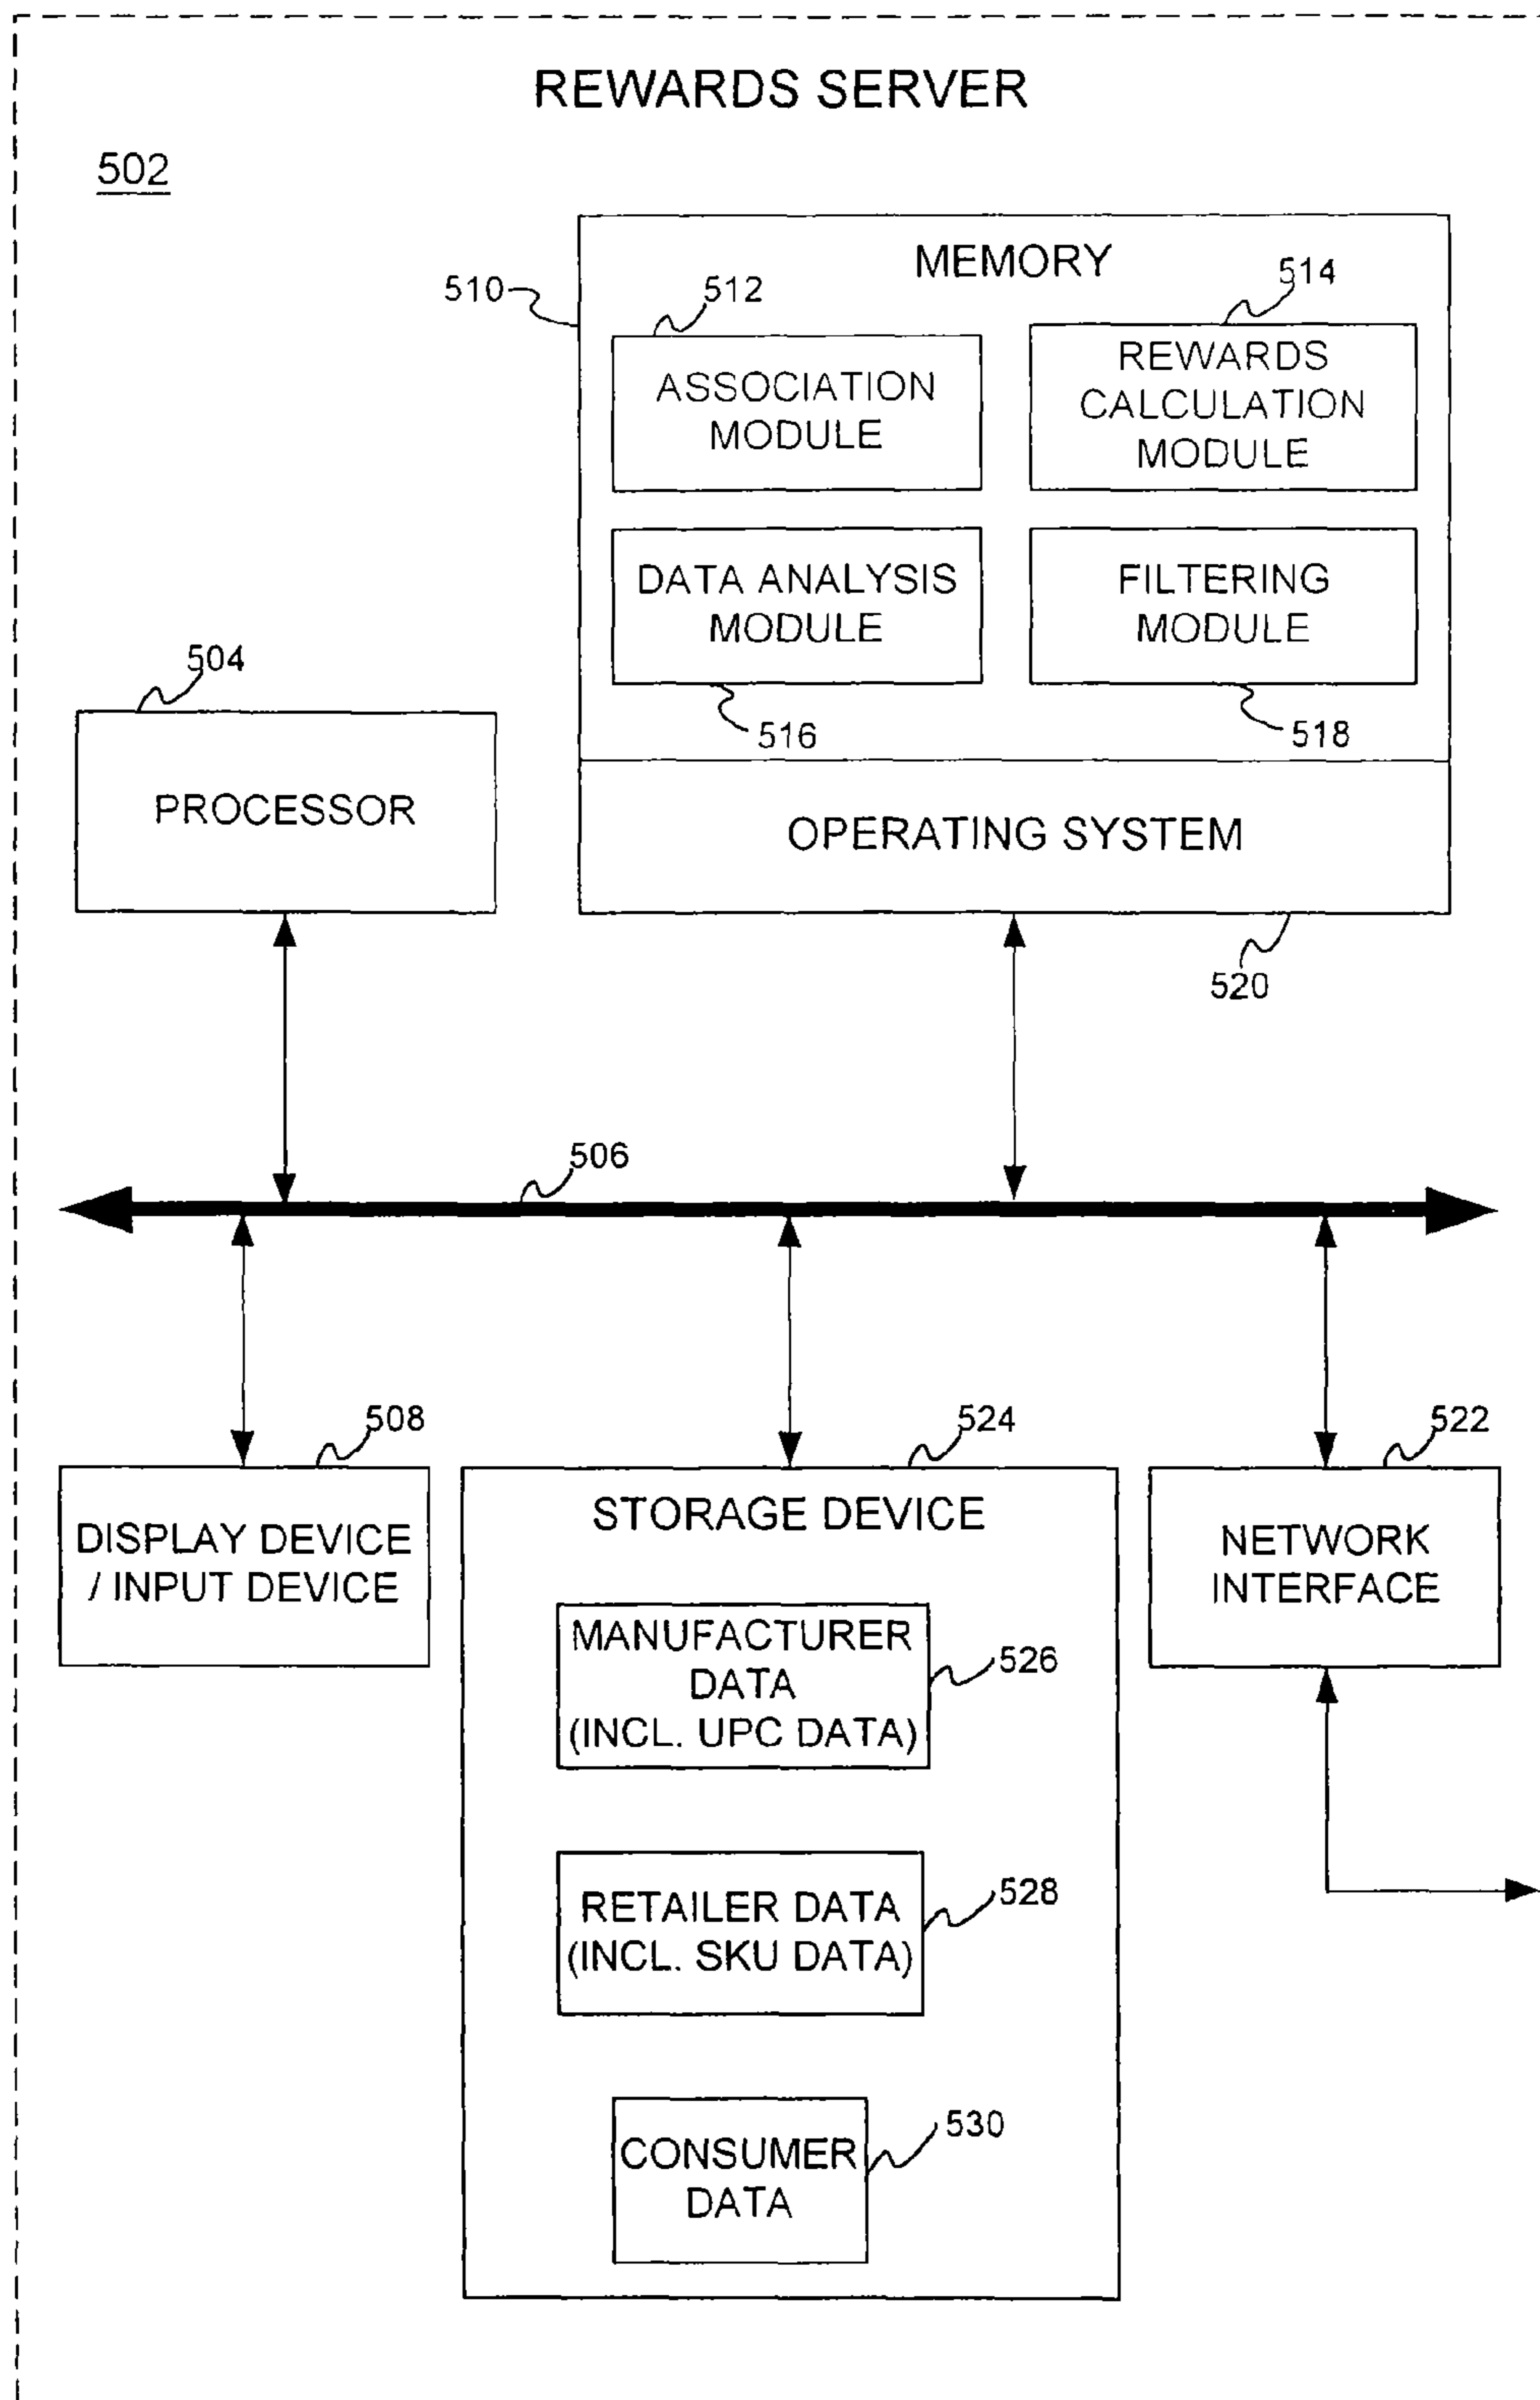 REWARDS SERVER
502
MEMORY
510
512
514
ASSOCIATION
MODULE
REWARDS
CALCULATION
MODULE
DATA ANALYSIS
MODULE
FILTERING
MODULE
516
518
504
PROCESSOR
OPERATING SYSTEM
520
506
508
524
522
DISPLAY DEVICE
/ INPUT DEVICE
STORAGE DEVICE
NETWORK
INTERFACE
MANUFACTURER
DATA
(INCL. UPC DATA)
526
RETAILER DATA
(INCL. SKU DATA)
528
CONSUMER
DATA
530